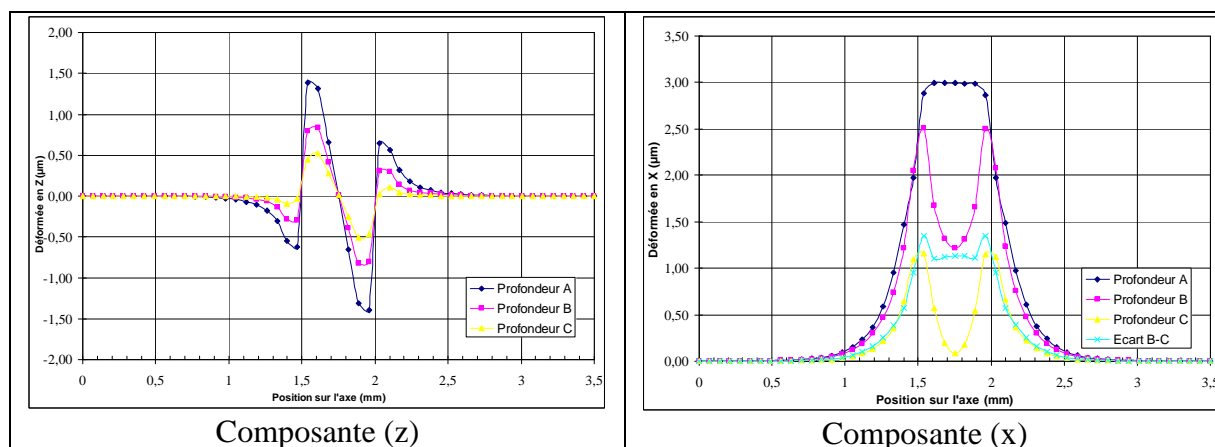 2,00
1,50
1,00
0,50
0,00
-0,50
-1,00
-1,50
-2,00
Déformée en Z (µm)
0
0,5
1
1,5
2
2,5
3
3,5
Position sur l'axe (mm)
Profondeur A
Profondeur B
Profondeur C
Composante (z)
3,50
3,00
2,50
2,00
1,50
1,00
0,50
0,00
Déformée en X (µm)
0
0,5
1
1,5
2
2,5
3
3,5
Position sur l'axe (mm)
Profondeur A
Profondeur B
Profondeur C
Ecart B-C
Composante (x)